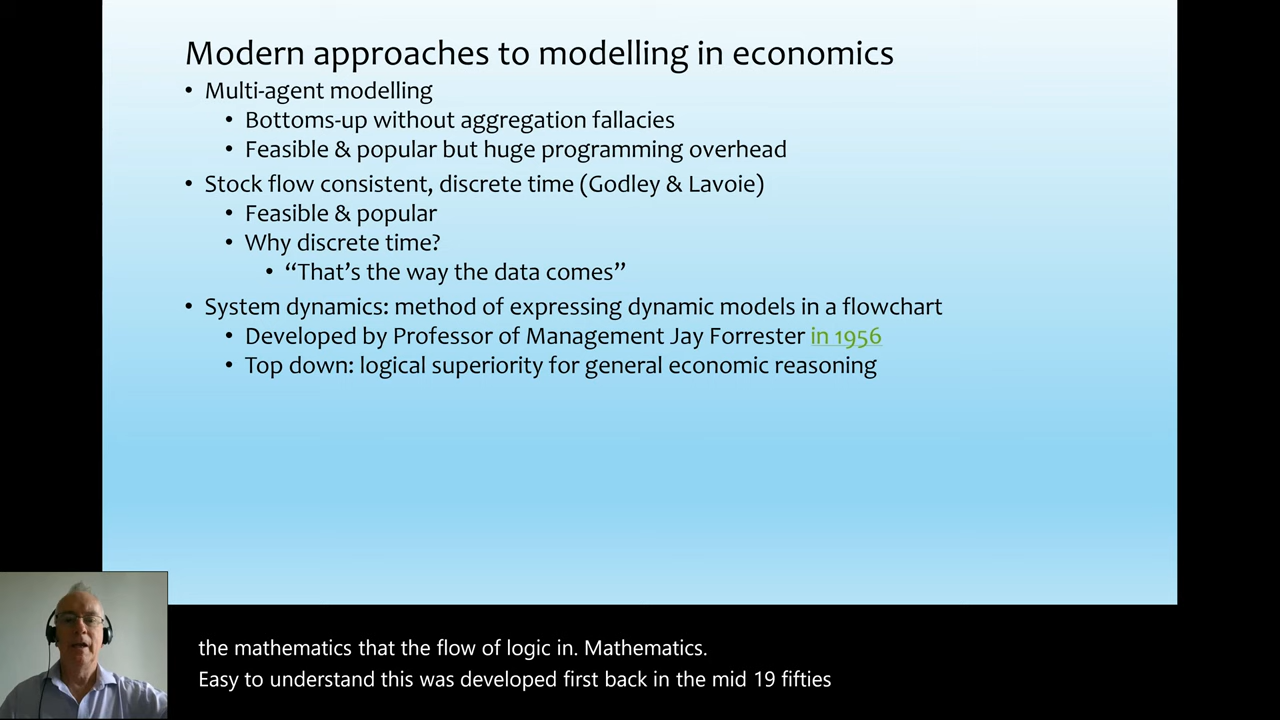 Modern approaches to modelling in economics
• Multi-agent modelling
• Bottoms-up without aggregation fallacies
• Feasible & popular but huge programming overhead
• Stock flow consistent, discrete time (Godley & Lavoie)
• Feasible & popular
• Why discrete time?
• “That’s the way the data comes”
• System dynamics: method of expressing dynamic models in a flowchart
• Developed by Professor of Management Jay Forrester in 1956
• Top down: logical superiority for general economic reasoning
the mathematics that the flow of logic in. Mathematics.
Easy to understand this was developed first back in the mid 19 fifties